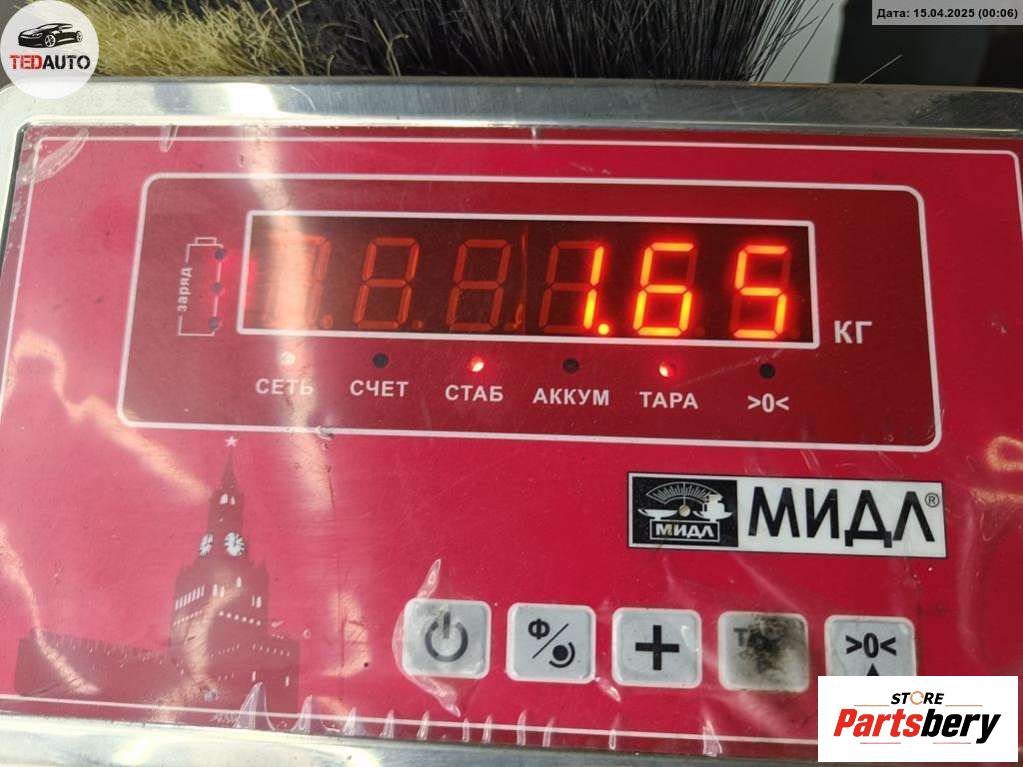 Дата: 15.04.2025 (00:06)
TEDAUTO
заряд
1.65
КГ
СЕТЬ
СЧЕТ
СТАБ
АККУМ
ТАРА
>0<
МИДЛ
МИДЛ®
Ф/
+
>0<
STORE
Partsbery